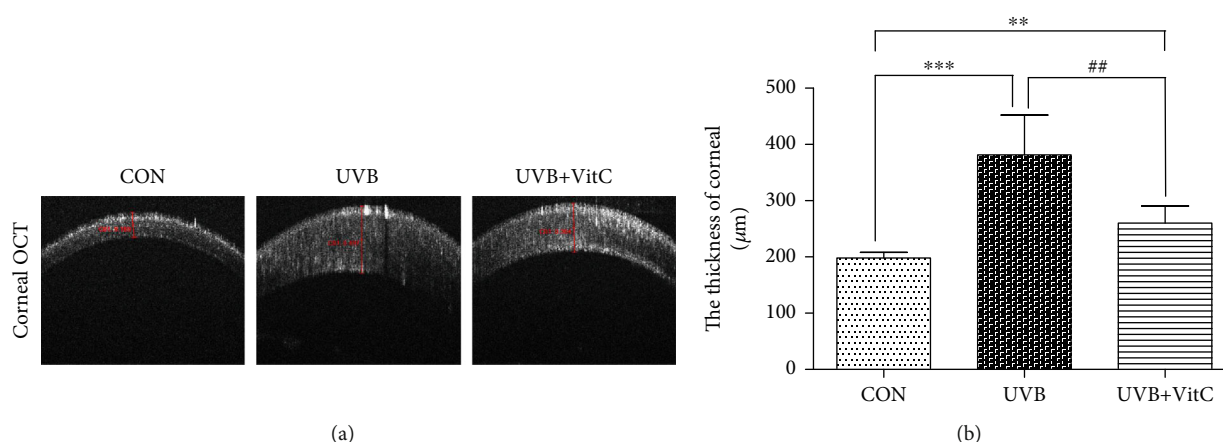 CON
UVB
UVB+VitC
Corneal OCT
(a)
**
***
##
500
400
300
200
100
0
The thickness of corneal
(μm)
CON
UVB
UVB+VitC
(b)